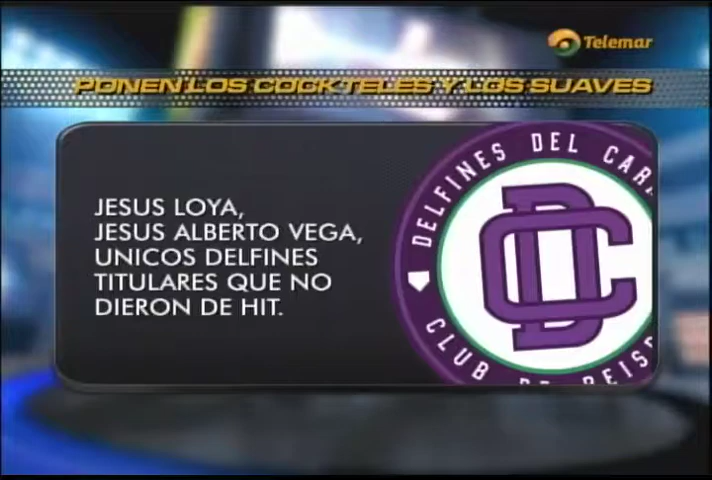 Telemar
PONEN LOS COCKTELES Y LOS SUAVES
JESUS LOYA,
JESUS ALBERTO VEGA,
UNICOS DELFINES
TITULARES QUE NO
DIERON DE HIT.
DELFINES DEL CAR
DC
CLUB DE BEISB